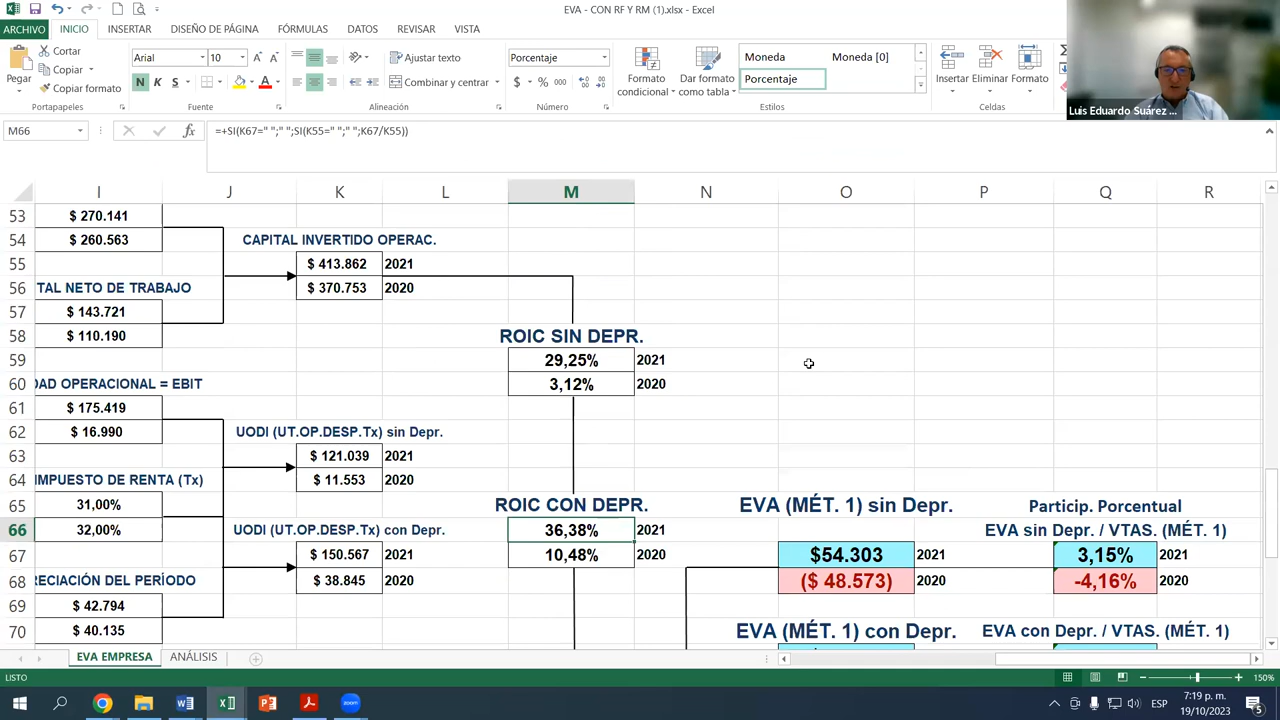 EVA - CON RF Y RM (1).xlsx - Excel
ARCHIVO INICIO INSERTAR DISEÑO DE PÁGINA FÓRMULAS DATOS REVISAR VISTA
Pegar
Cortar
Copiar
Copiar formato
Portapapeles
Arial 10
N K S
Fuente
Ajustar texto
Combinar y centrar
Alineación
Porcentaje
$ % 000
Número
Formato condicional
Dar formato como tabla
Moneda Moneda [0]
Porcentaje
Estilos
Insertar Eliminar Formato
Celdas
Luis Eduardo Suárez ...
M66 fx =+SI(K67=" ";" ";SI(K55=" ";" ";K67/K55))
I J K L M N O P Q R
53 $ 270.141
54 $ 260.563 CAPITAL INVERTIDO OPERAC.
55 $ 413.862 2021
56 TAL NETO DE TRABAJO $ 370.753 2020
57 $ 143.721
58 $ 110.190 ROIC SIN DEPR.
59 29,25% 2021
60 DAD OPERACIONAL = EBIT 3,12% 2020
61 $ 175.419
62 $ 16.990 UODI (UT.OP.DESP.Tx) sin Depr.
63 $ 121.039 2021
64 IMPUESTO DE RENTA (Tx) $ 11.553 2020
65 31,00% ROIC CON DEPR. EVA (MÉT. 1) sin Depr. Particip. Porcentual
66 32,00% UODI (UT.OP.DESP.Tx) con Depr. 36,38% 2021 EVA sin Depr. / VTAS. (MÉT. 1)
67 $ 150.567 2021 10,48% 2020 $54.303 2021 3,15% 2021
68 RECIACIÓN DEL PERÍODO $ 38.845 2020 ($ 48.573) 2020 -4,16% 2020
69 $ 42.794
70 $ 40.135 EVA (MÉT. 1) con Depr. EVA con Depr. / VTAS. (MÉT. 1)
EVA EMPRESA ANÁLISIS
LISTO 150%
ESP
7:19 p. m.
19/10/2023
5